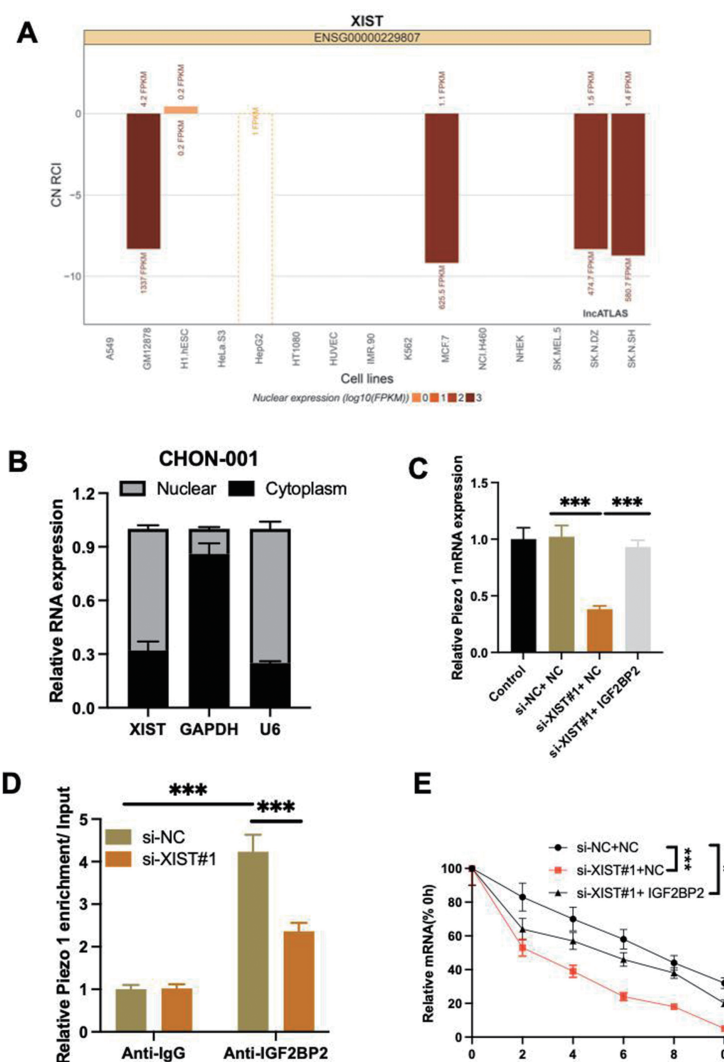 A
XIST
ENSG00000229807
4.2 FPKM
0.2 FPKM
1.1 FPKM
1.5 FPKM
1.4 FPKM
0
0.2 FPKM
1 FPKM
CN RCI
−5
−10
1337 FPKM
625.5 FPKM
474.7 FPKM
580.7 FPKM
lncATLAS
A549
GM12878
H1.hESC
HeLa.S3
HepG2
HT1080
HUVEC
IMR.90
K562
MCF.7
NCI.H460
NHEK
SK.MEL.5
SK.N.DZ
SK.N.SH
Cell lines
Nuclear expression (log10(FPKM)) 0 1 2 3
B
CHON-001
Nuclear Cytoplasm
Relative RNA expression
1.2
0.9
0.6
0.3
0.0
XIST GAPDH U6
C
Relative Piezo 1 mRNA expression
1.5
1.0
0.5
0.0
*** ***
Control
si-NC+ NC
si-XIST#1+ NC
si-XIST#1+ IGF2BP2
D
Relative Piezo 1 enrichment/ Input
5
4
3
2
1
0
***
***
si-NC
si-XIST#1
Anti-IgG Anti-IGF2BP2
E
si-NC+NC
si-XIST#1+NC
si-XIST#1+ IGF2BP2
***
Relative mRNA(% 0h)
100
80
60
40
20
0
0 2 4 6 8